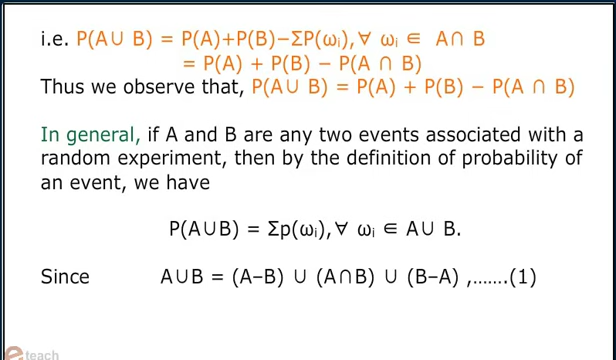 i.e. P(A∪ B) = P(A)+P(B)−ΣP(ωᵢ),∀ ωᵢ ∈ A∩ B
= P(A) + P(B) − P(A ∩ B)
Thus we observe that, P(A∪ B) = P(A) + P(B) − P(A ∩ B)
In general, if A and B are any two events associated with a
random experiment, then by the definition of probability of
an event, we have
P(A∪B) = Σp(ωᵢ),∀ ωᵢ ∈ A∪ B.
Since A∪B = (A–B) ∪ (A∩B) ∪ (B–A) ,…….(1)
e teach